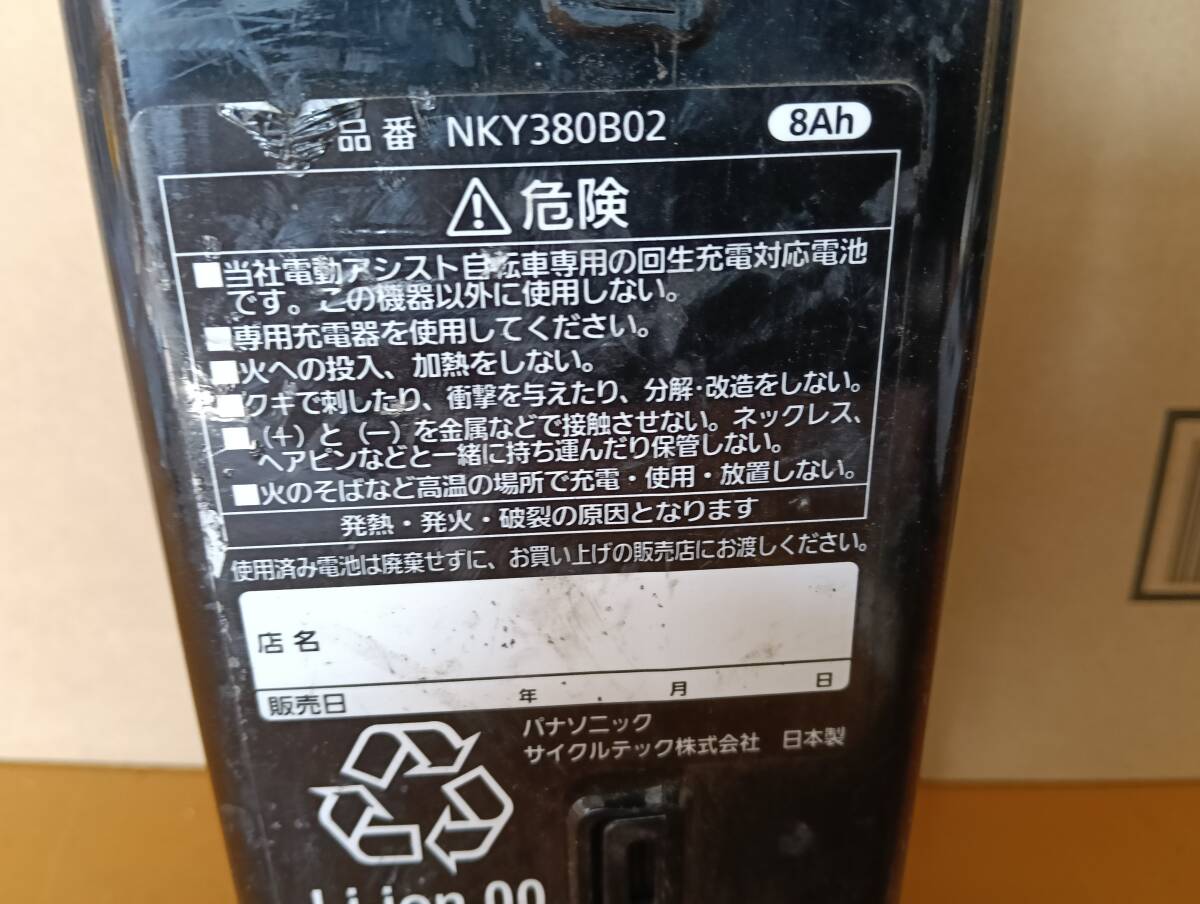 品番 NKY380B02 8Ah
危険
■当社電動アシスト自転車専用の回生充電対応電池
です。この機器以外に使用しない。
■専用充電器を使用してください。
■火への投入、加熱をしない。
■クギで刺したり、衝撃を与えたり、分解・改造をしない。
■(+)と(ー)を金属などで接触させない。ネックレス、
ヘアピンなどと一緒に持ち運んだり保管しない。
■火のそばなど高温の場所で充電・使用・放置しない。
発熱・発火・破裂の原因となります
使用済み電池は廃棄せずに、お買い上げの販売店にお渡しください。
店名
販売日 年 月 日
パナソニック
サイクルテック株式会社 日本製
Li-ion 00